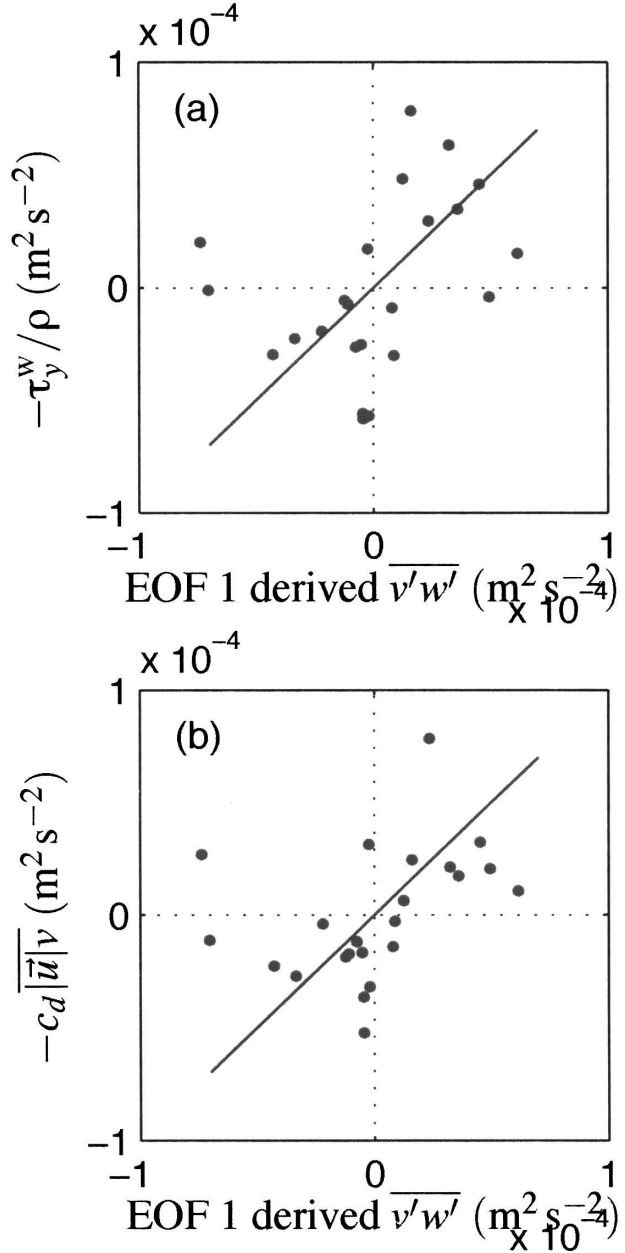 x 10⁻⁴
1
(a)
−τ_y^w/ρ (m² s⁻²)
0
−1
−1 0 1
EOF 1 derived v′w′ (m² s⁻²)
x 10⁻⁴
x 10⁻⁴
1
(b)
−c_d|u⃗|v (m² s⁻²)
0
−1
−1 0 1
EOF 1 derived v′w′ (m² s⁻²)
x 10⁻⁴